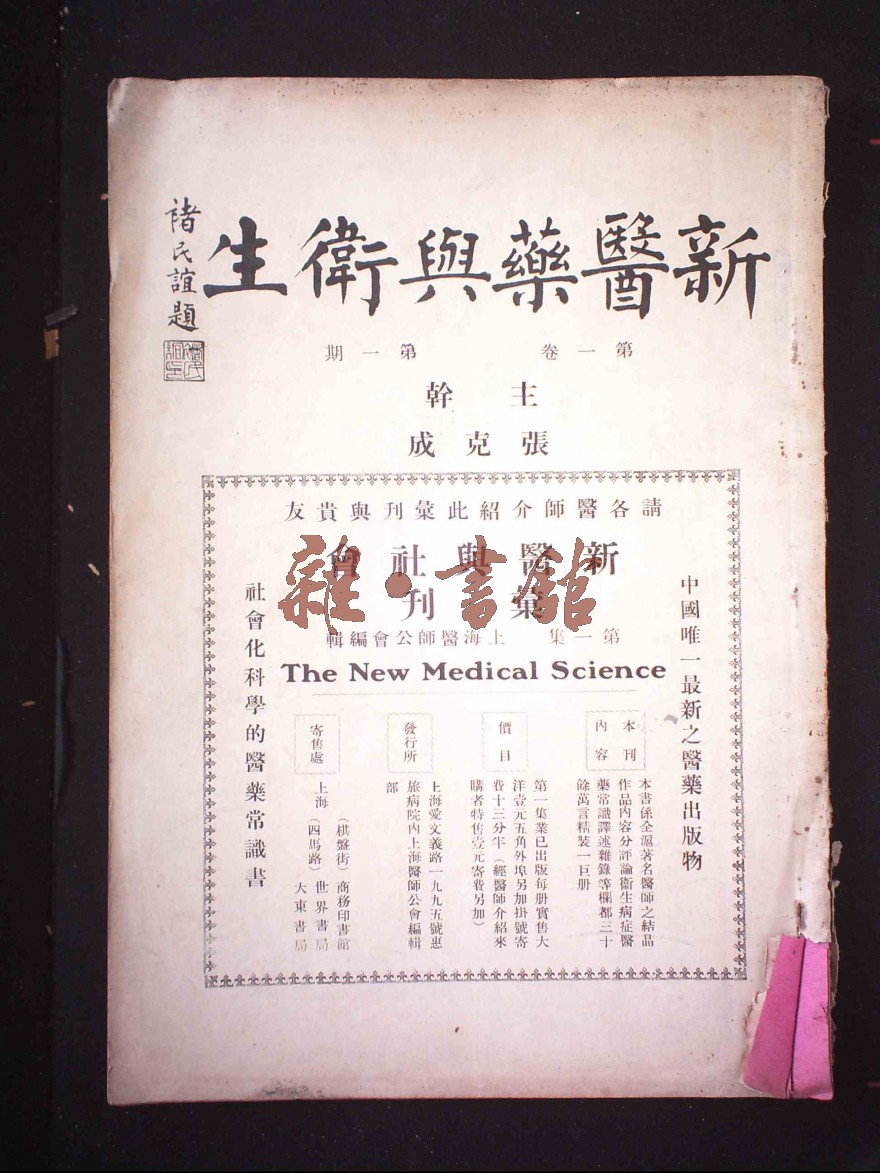 新醫藥與衛生
褚民誼題
第一卷 第一期
主幹
張克成
請各醫師介紹此彙刊與貴友
中國唯一最新之醫藥出版物
新醫與社會
彙刊
第一集 上海醫師公會編輯
The New Medical Science
本刊內容
本書係全滬著名醫師之結晶
作品內容分評論衞生病症醫
藥常識譯述雜錄等欄都三十
餘萬言精裝一巨册
價目
第一集業已出版每册實售大
洋壹元五角外埠另加掛號寄
費十三分半（經醫師介紹來
購者特售壹元寄費另加）
發行所
上海愛文義路一九九五號惠
旅病院內上海醫師公會編輯
部
寄售處
上海（棋盤街）商務印書館
（四馬路）世界書局
大東書局
社會化科學的醫藥常識書
雜·書館